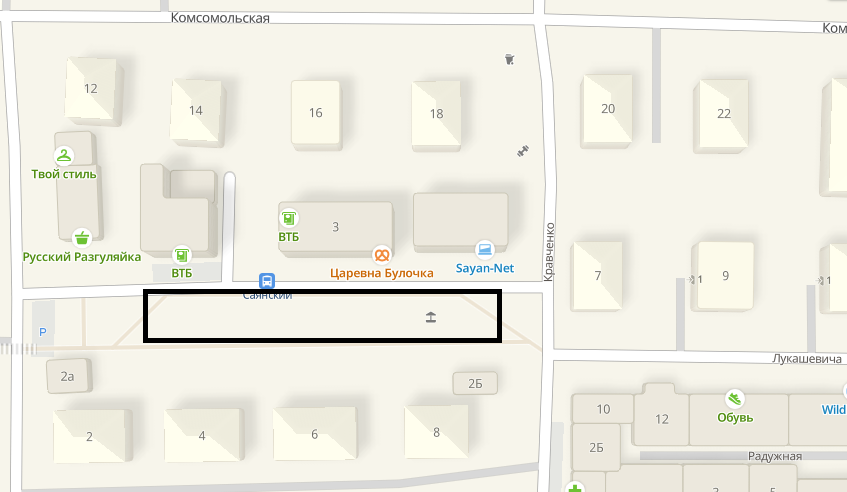 Комсомольская
Ком
12
14
16
18
20
22
Твой стиль
3
ВТБ
Русский Разгуляйка
ВТБ
Царевна Булочка
Sayan-Net
Кравченко
7
1
9
1
Саянский
P
Лукашевича
2а
2Б
2
4
6
8
10
12
Обувь
Wild
2Б
Радужная
3
5